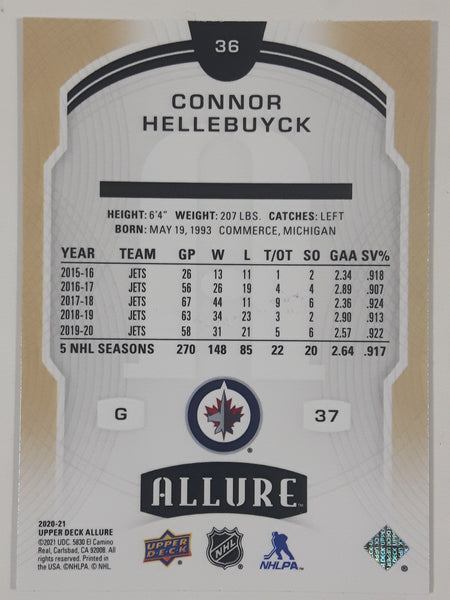 36
CONNOR
HELLEBUYCK
HEIGHT: 6'4" WEIGHT: 207 LBS. CATCHES: LEFT
BORN: MAY 19, 1993 COMMERCE, MICHIGAN
YEAR TEAM GP W L T/OT SO GAA SV%
2015-16 JETS 26 13 11 1 2 2.34 .918
2016-17 JETS 56 26 19 4 4 2.89 .907
2017-18 JETS 67 44 11 9 6 2.36 .924
2018-19 JETS 63 34 23 3 2 2.90 .913
2019-20 JETS 58 31 21 5 6 2.57 .922
5 NHL SEASONS 270 148 85 22 20 2.64 .917
G 37
ALLURE™
2020-21
UPPER DECK ALLURE
©2021 UDC. 5830 El Camino
Real, Carlsbad, CA 92008. All
rights reserved. Printed in
the USA. ©NHLPA. © NHL.
UPPER DECK
NHL
NHLPA